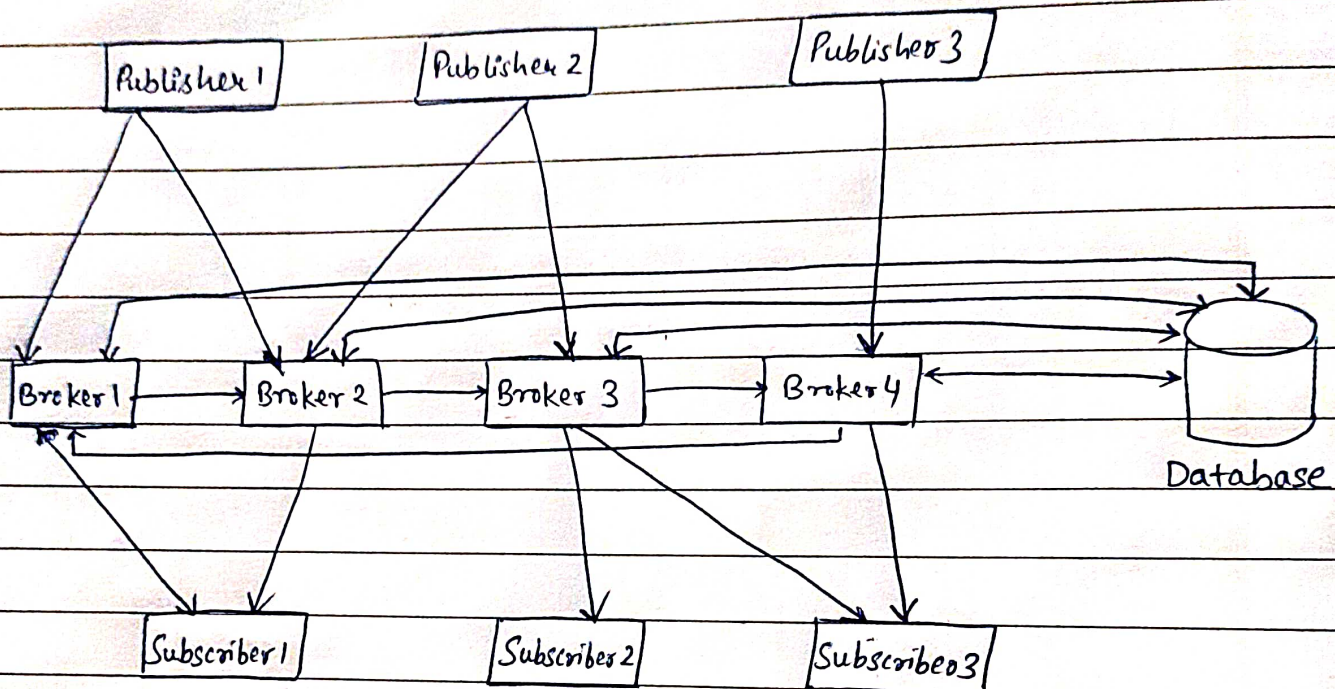 Publisher 1
Publisher 2
Publisher 3
Broker 1
Broker 2
Broker 3
Broker 4
Database
Subscriber 1
Subscriber 2
Subscriber 3